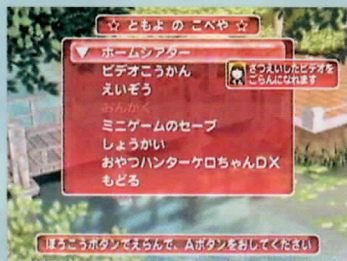 ☆ ともよ の こべや ☆
▼ ホームシアター
ビデオこうかん
えいぞう
おんがく
ミニゲームのセーブ
しょうがい
おやつハンターケロちゃんDX
もどる
さつえいしたビデオを
ごらんになれます
ほうこうボタンでえらんで、Aボタンをおしてください